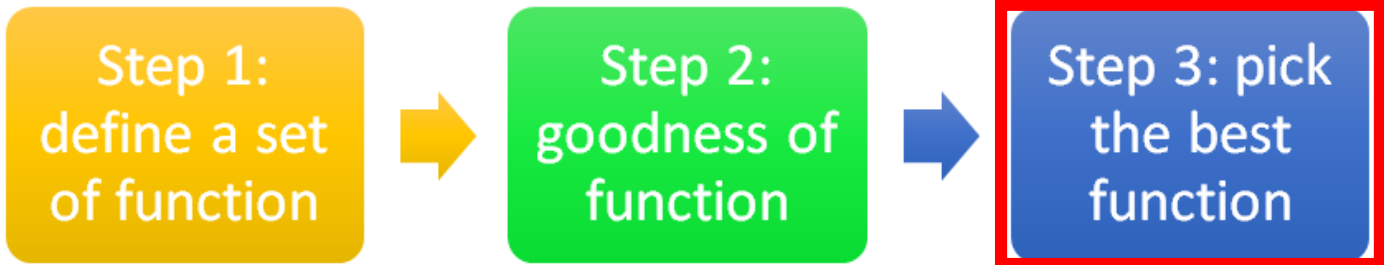 Step 1:
define a set
of function
Step 2:
goodness of
function
Step 3: pick
the best
function